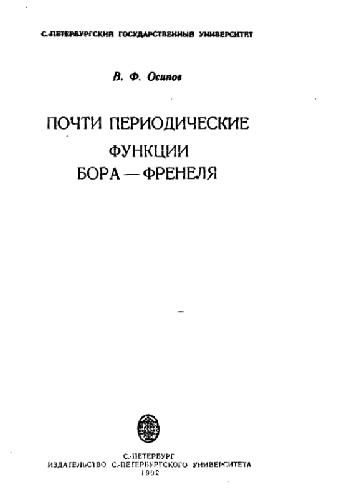 С.-ПЕТЕРБУРГСКИЙ ГОСУДАРСТВЕННЫЙ УНИВЕРСИТЕТ
В. Ф. Осипов
ПОЧТИ ПЕРИОДИЧЕСКИЕ
ФУНКЦИИ
БОРА — ФРЕНЕЛЯ
С.-ПЕТЕРБУРГ
ИЗДАТЕЛЬСТВО С.-ПЕТЕРБУРГСКОГО УНИВЕРСИТЕТА
1992